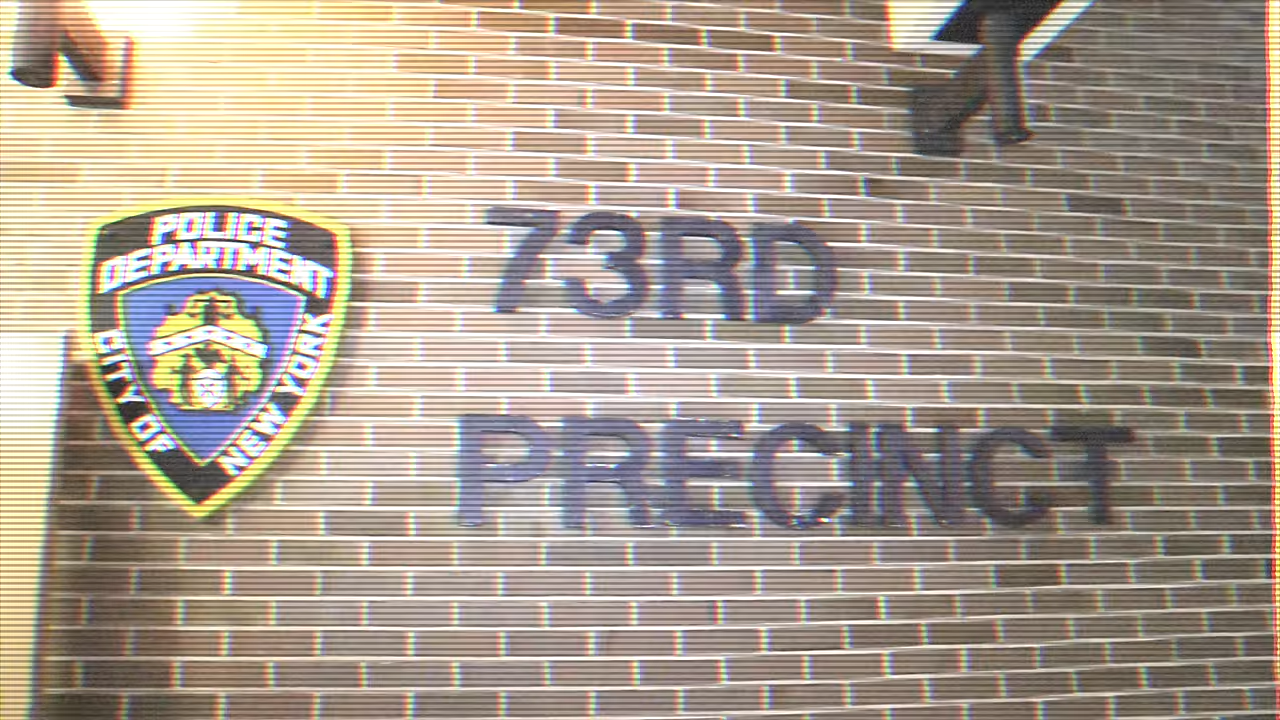 POLICE
DEPARTMENT
CITY OF
NEW YORK
73RD
PRECINCT